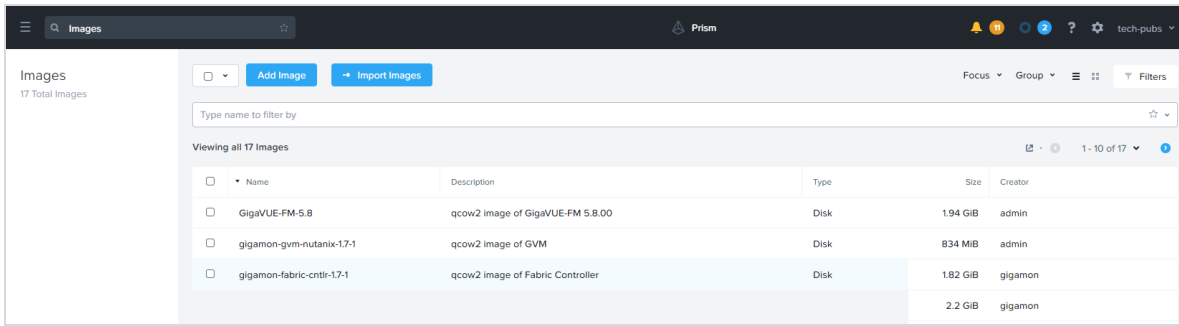 Images
Prism
11
2
?
tech-pubs
Images
17 Total Images
Add Image
Import Images
Focus
Group
Filters
Type name to filter by
Viewing all 17 Images
1 - 10 of 17
Name Description Type Size Creator
GigaVUE-FM-5.8 qcow2 image of GigaVUE-FM 5.8.00 Disk 1.94 GiB admin
gigamon-gvm-nutanix-1.7-1 qcow2 image of GVM Disk 834 MiB admin
gigamon-fabric-cntlr-1.7-1 qcow2 image of Fabric Controller Disk 1.82 GiB gigamon
2.2 GiB gigamon